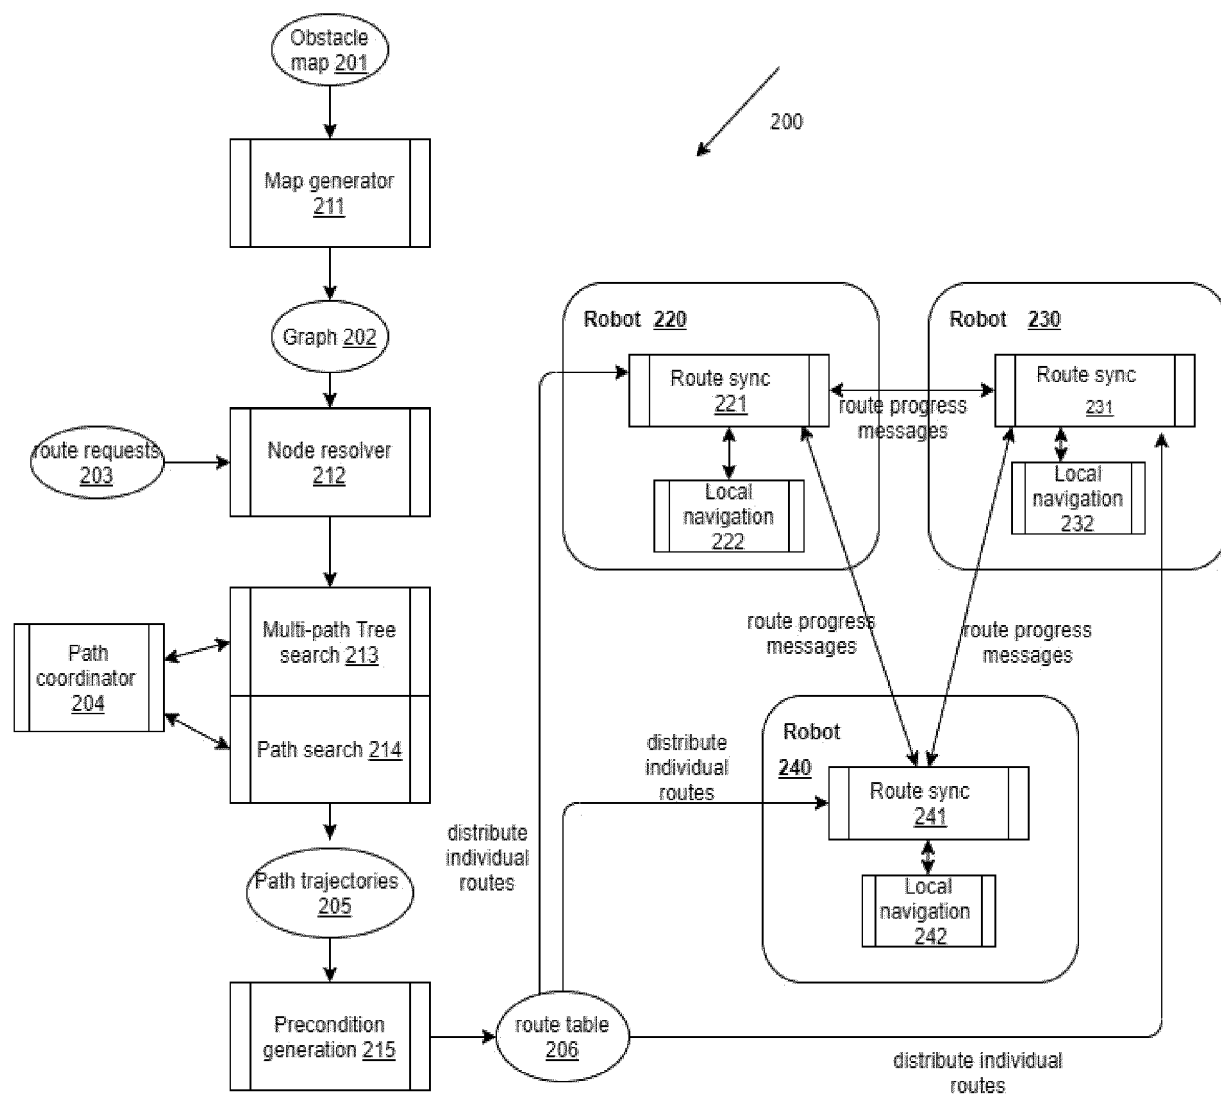 Obstacle
map 201
200
Map generator
211
Graph 202
route requests
203
Node resolver
212
Path
coordinator
204
Multi-path Tree
search 213
Path search 214
Path trajectories
205
Precondition
generation 215
route table
206
distribute
individual
routes
distribute
individual
routes
distribute individual
routes
Robot 220
Route sync
221
Local
navigation
222
route progress
messages
Robot 230
Route sync
231
Local
navigation
232
route progress
messages
route progress
messages
Robot
240
Route sync
241
Local
navigation
242